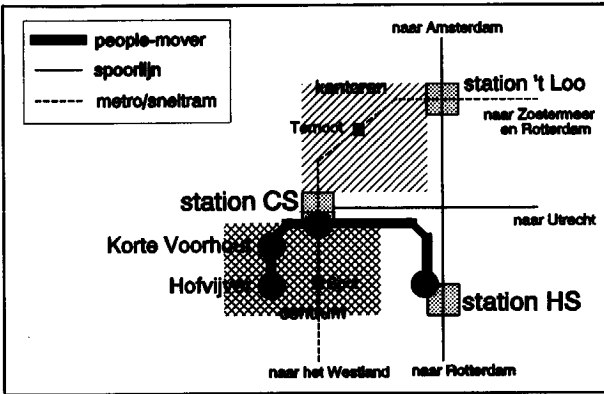 people-mover
spoorlijn
metro/sneltram
naar Amsterdam
kantoren
station 't Loo
Ternoot
naar Zoetermeer
en Rotterdam
station CS
naar Utrecht
Korte Voorhout
Hofvijver
centrum
station HS
naar het Westland
naar Rotterdam